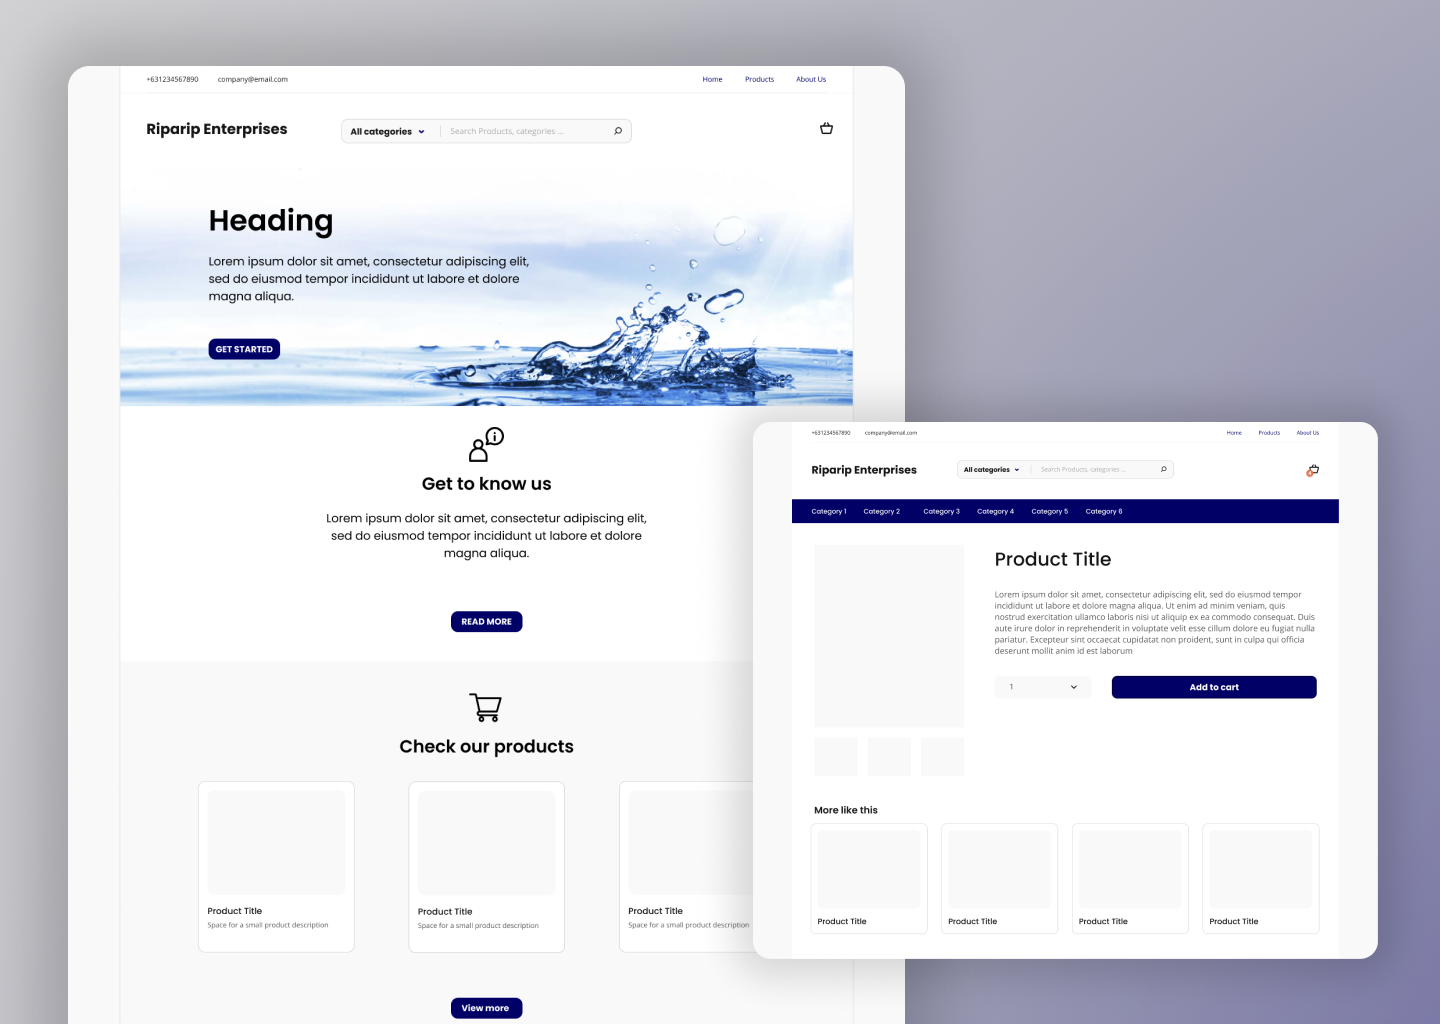 +631234567890 company@email.com Home Products About Us
Riparip Enterprises All categories Search Products, categories ...
Heading
Lorem ipsum dolor sit amet, consectetur adipiscing elit,
sed do eiusmod tempor incididunt ut labore et dolore
magna aliqua.
GET STARTED
Get to know us
Lorem ipsum dolor sit amet, consectetur adipiscing elit,
sed do eiusmod tempor incididunt ut labore et dolore
magna aliqua.
READ MORE
Check our products
Product Title Product Title Product Title
Space for a small product description Space for a small product description Space for a small product description
View more
+631234567890 company@email.com Home Products About Us
Riparip Enterprises All categories Search Products, categories ...
Category 1 Category 2 Category 3 Category 4 Category 5 Category 6
Product Title
Lorem ipsum dolor sit amet, consectetur adipiscing elit, sed do eiusmod tempor
incididunt ut labore et dolore magna aliqua. Ut enim ad minim veniam, quis
nostrud exercitation ullamco laboris nisi ut aliquip ex ea commodo consequat. Duis
aute irure dolor in reprehenderit in voluptate velit esse cillum dolore eu fugiat nulla
pariatur. Excepteur sint occaecat cupidatat non proident, sunt in culpa qui officia
deserunt mollit anim id est laborum
1 Add to cart
More like this
Product Title Product Title Product Title Product Title